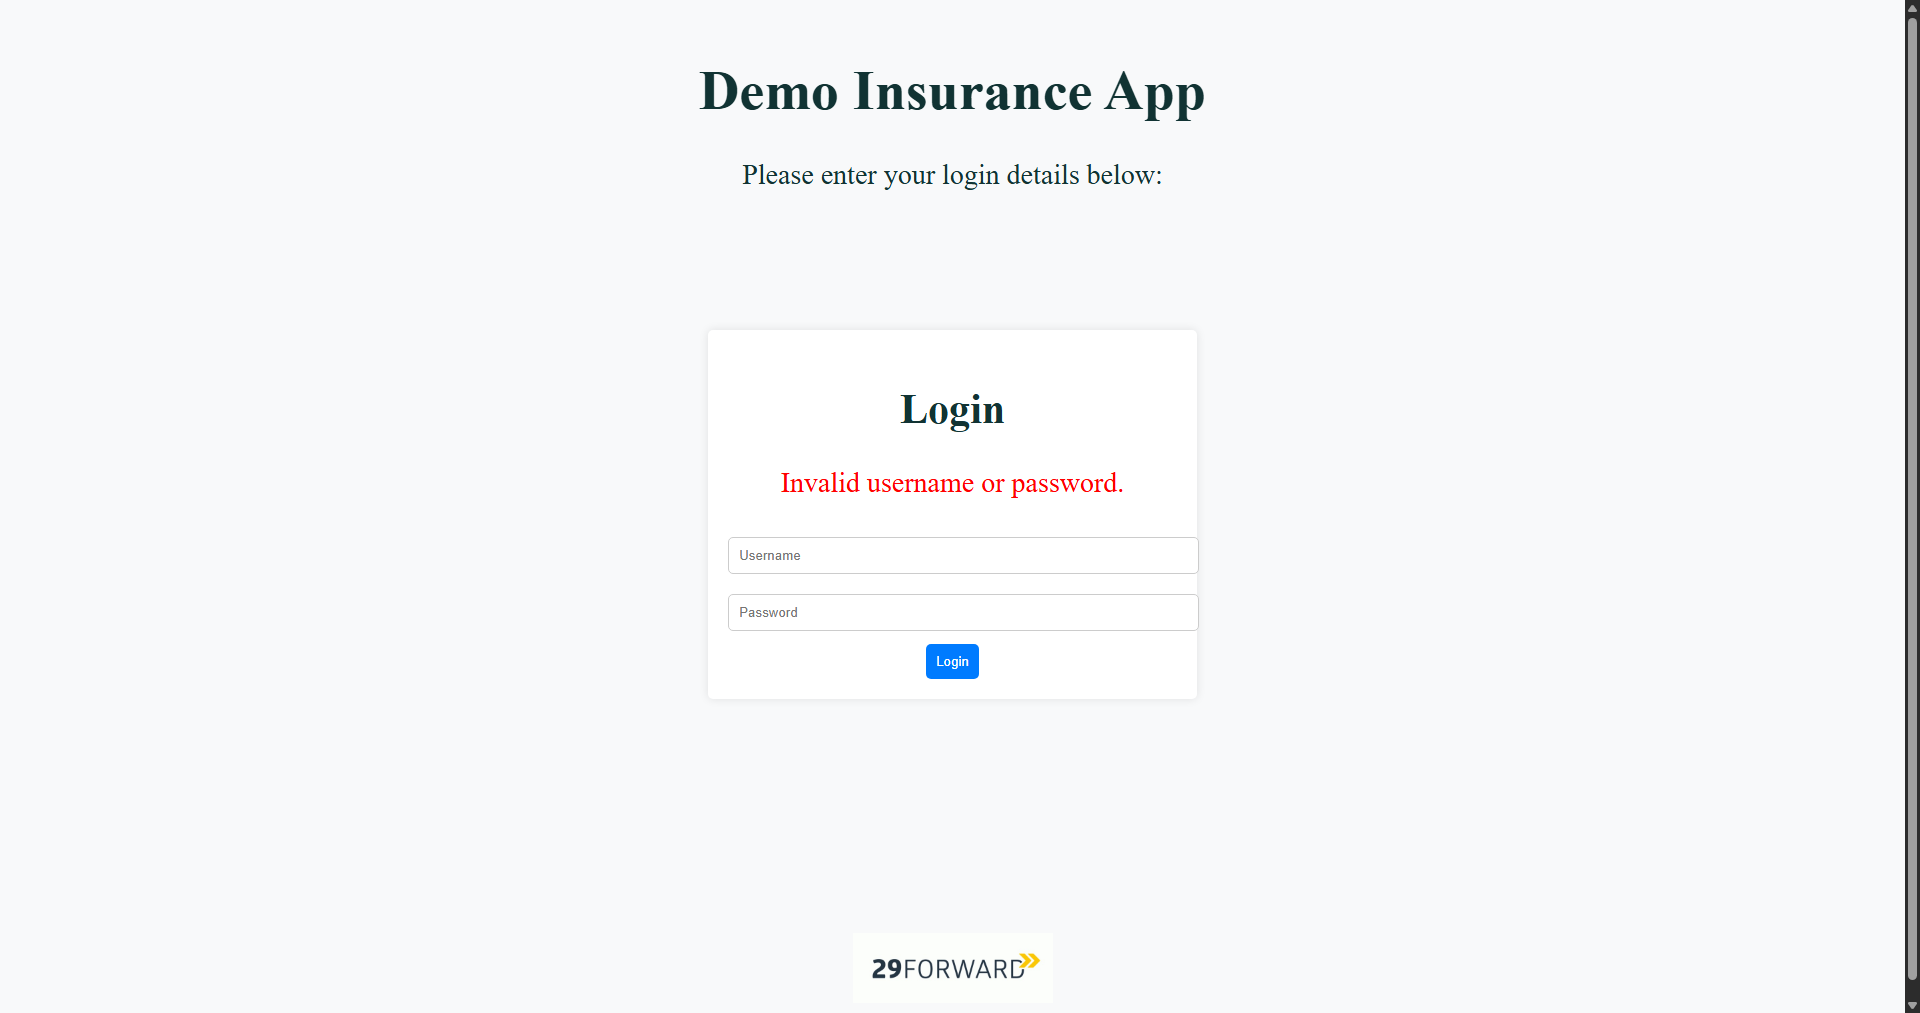 Demo Insurance App
Please enter your login details below:
Login
Invalid username or password.
Username
Password
Login
29FORWARD